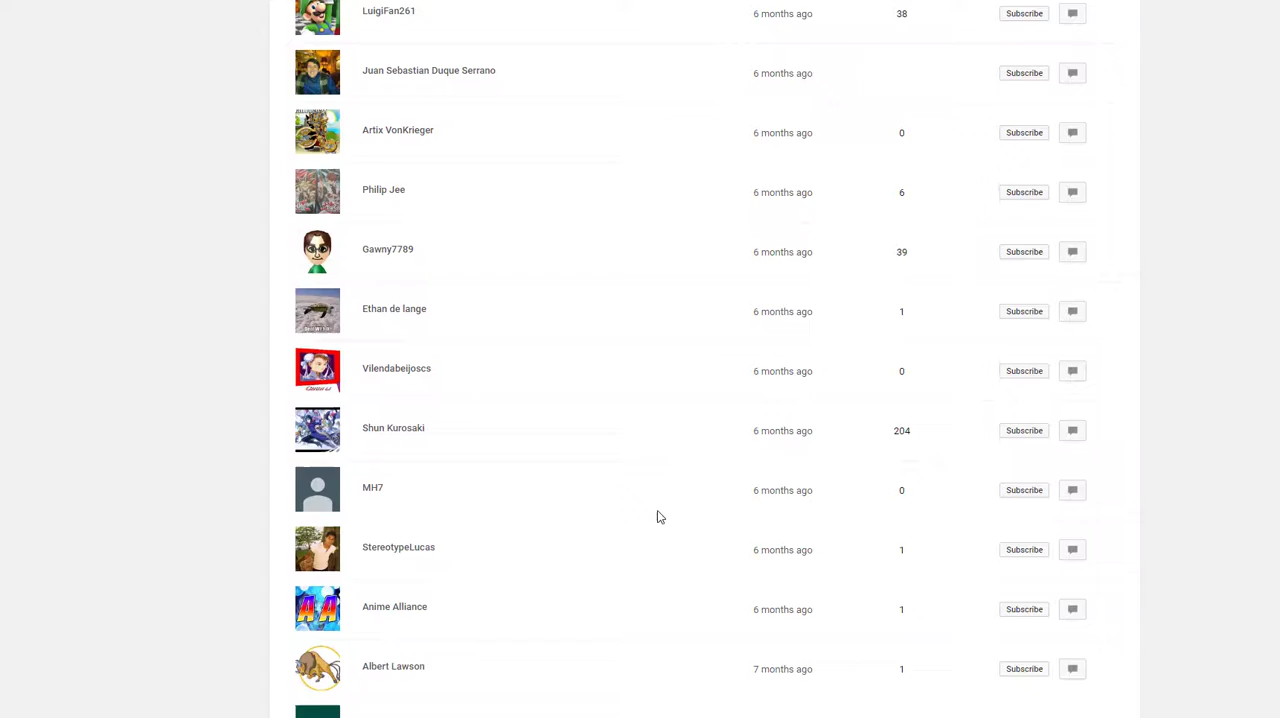 LuigiFan261 6 months ago 38 Subscribe
Juan Sebastian Duque Serrano 6 months ago Subscribe
Artix VonKrieger 6 months ago 0 Subscribe
Philip Jee 6 months ago 6 Subscribe
Gawny7789 6 months ago 39 Subscribe
Ethan de lange 6 months ago 1 Subscribe
Vilendabeijoscs 6 months ago 0 Subscribe
Shun Kurosaki 6 months ago 204 Subscribe
MH7 6 months ago 0 Subscribe
StereotypeLucas 6 months ago 1 Subscribe
AA Anime Alliance 6 months ago 1 Subscribe
Albert Lawson 7 months ago 1 Subscribe